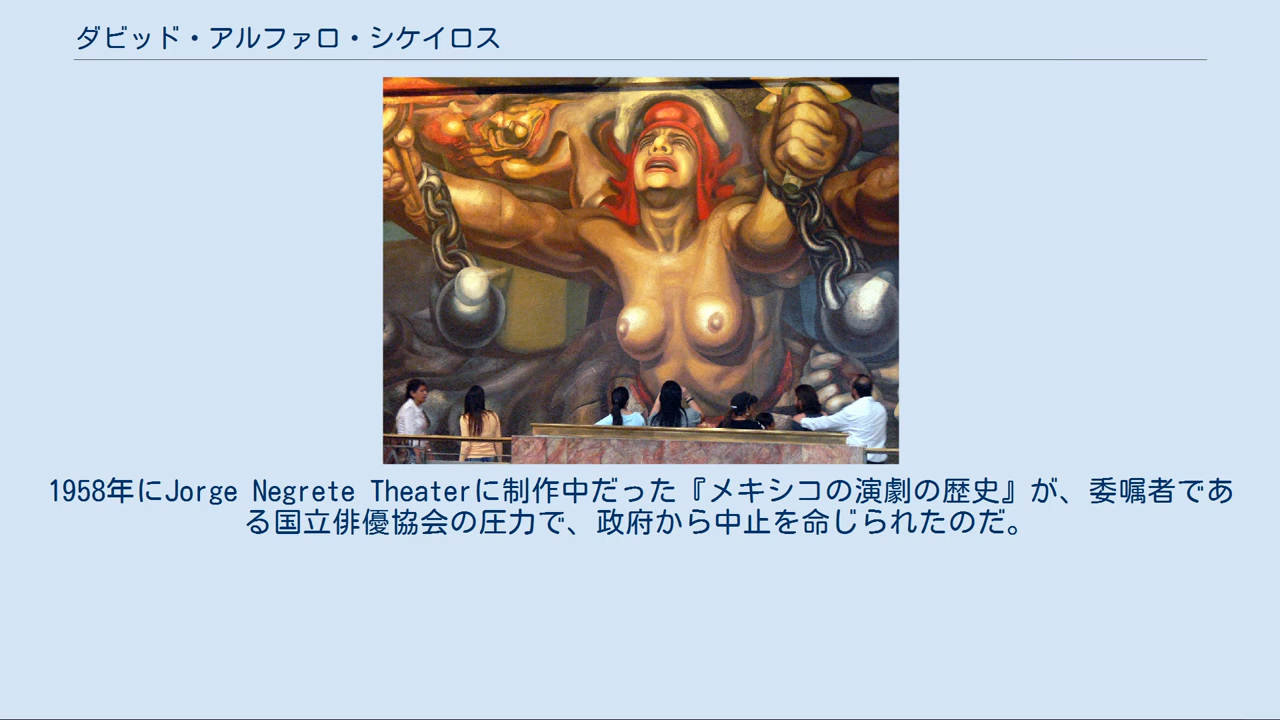 ダビッド・アルファロ・シケイロス
1958年にJorge Negrete Theaterに制作中だった『メキシコの演劇の歴史』が、委嘱者であ
る国立俳優協会の圧力で、政府から中止を命じられたのだ。